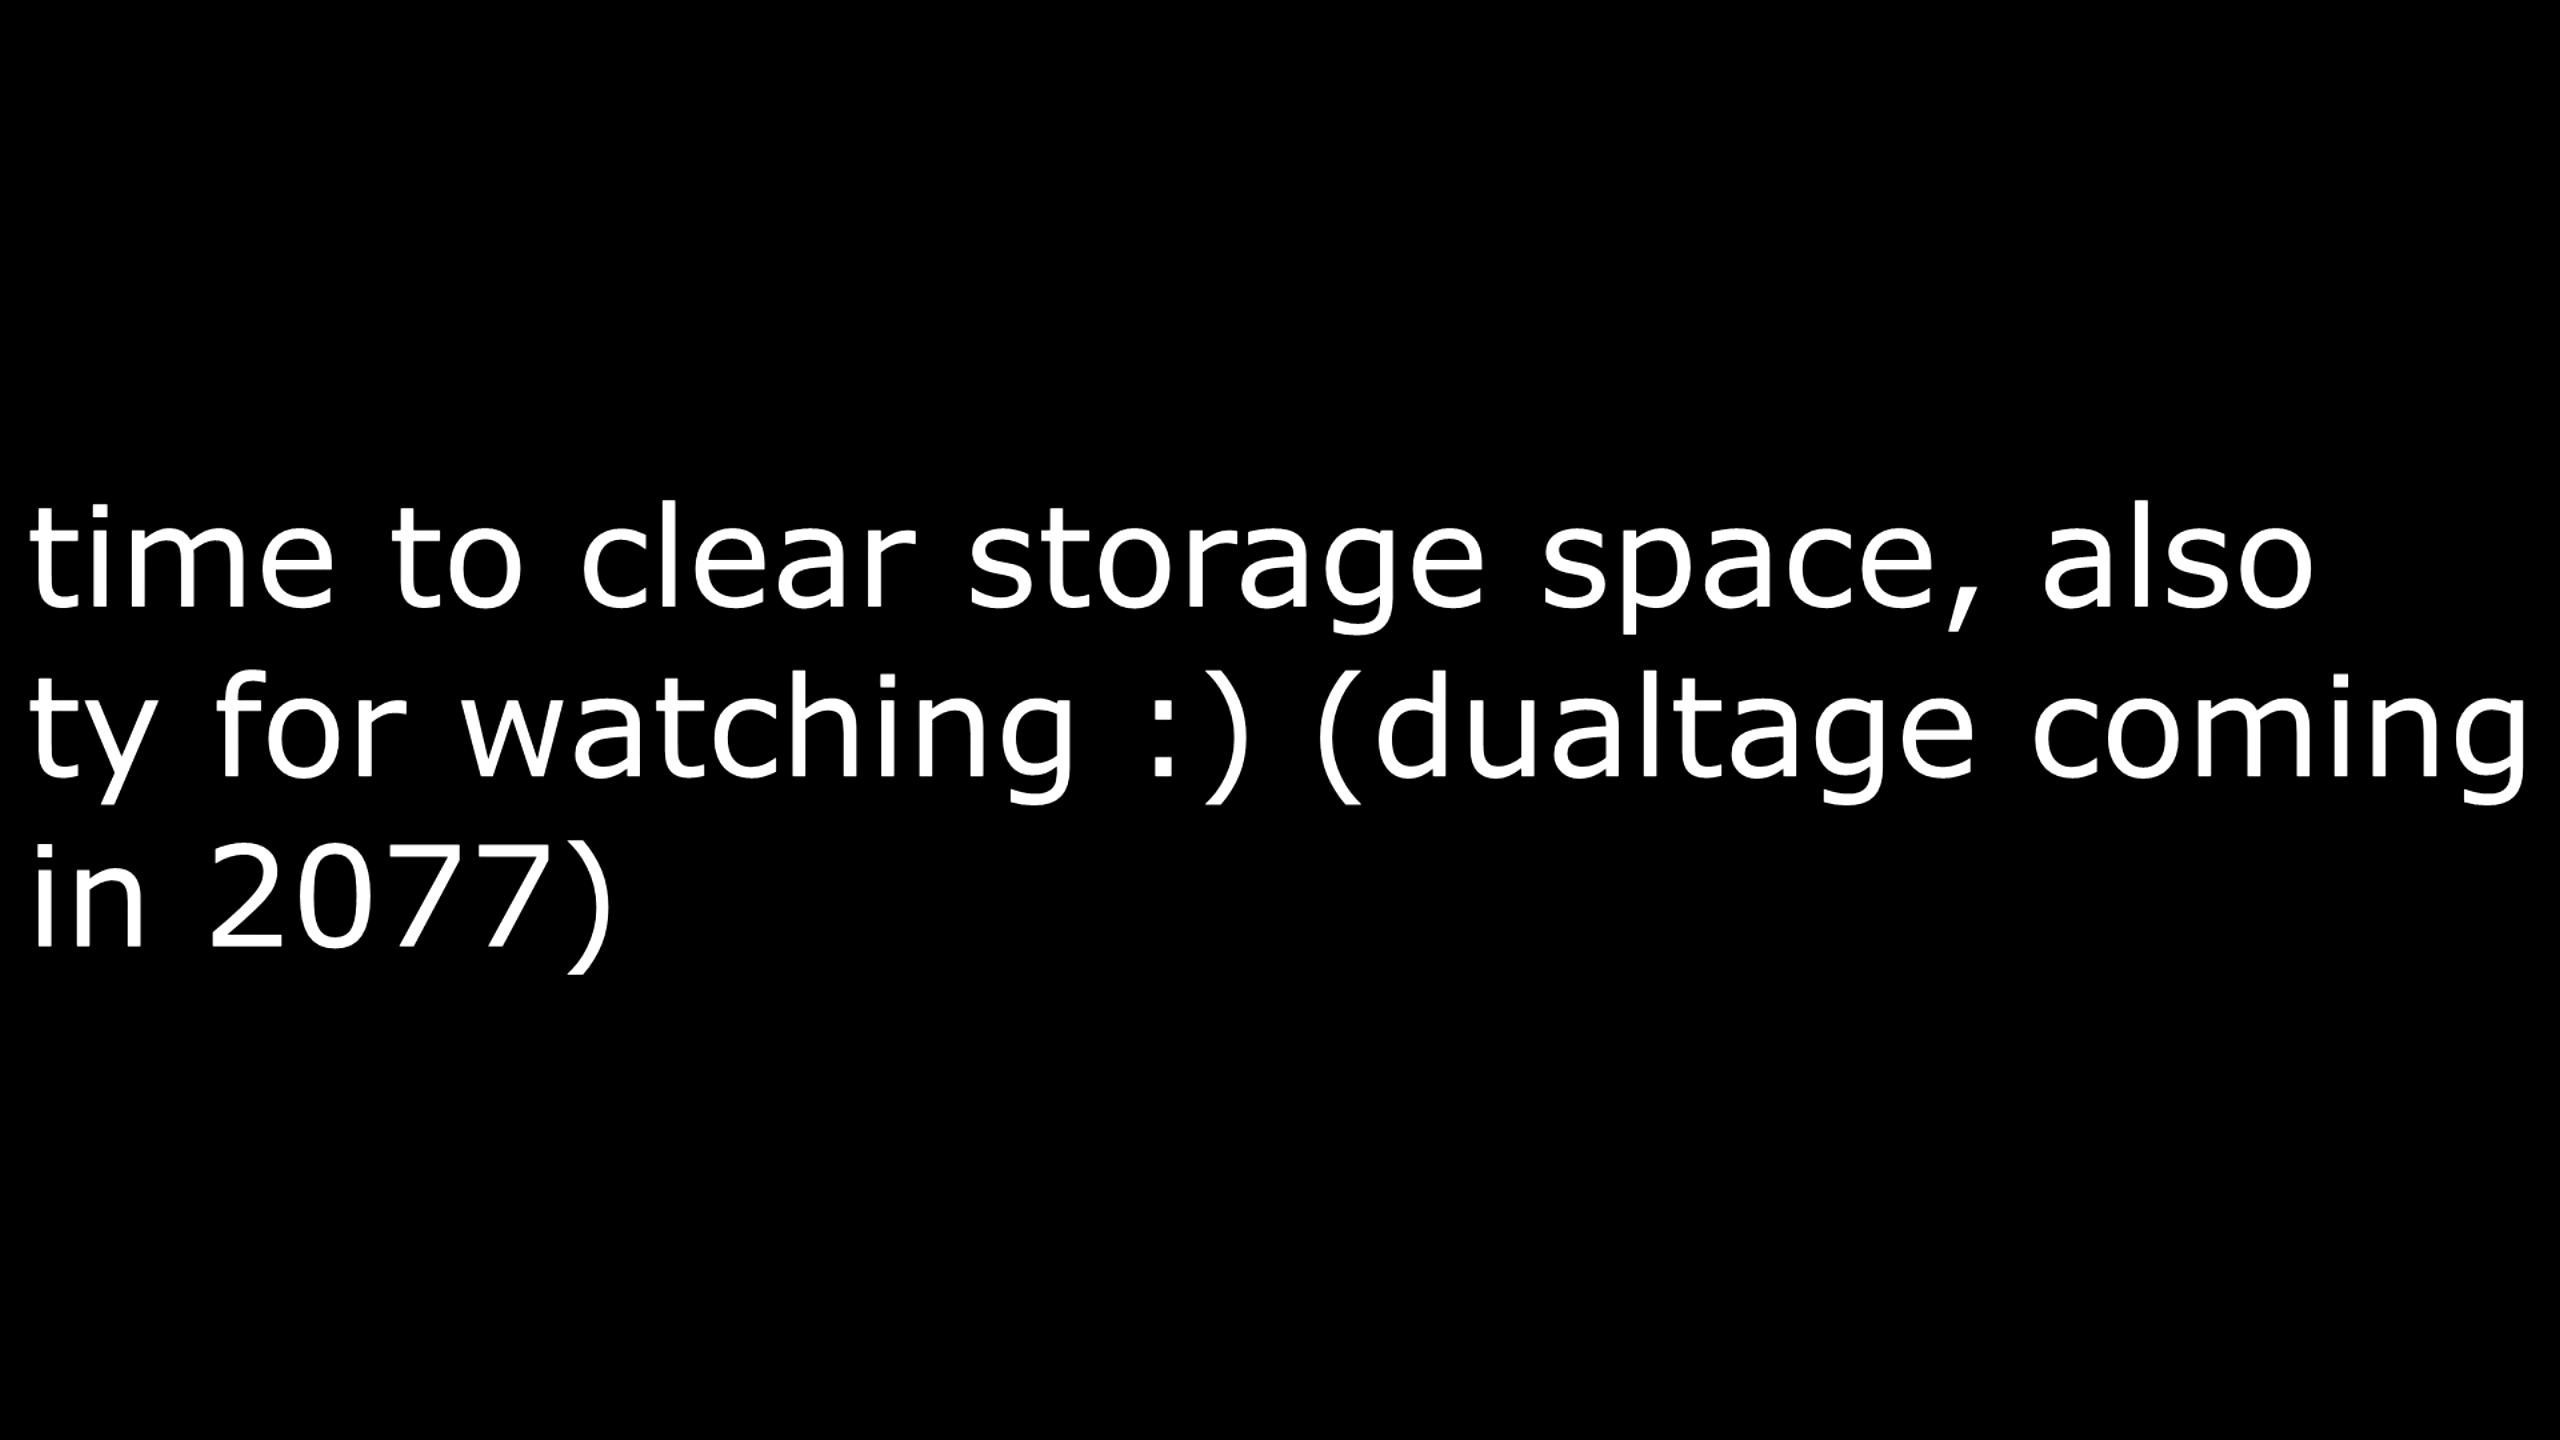 time to clear storage space, also
ty for watching :) (dualtage coming
in 2077)